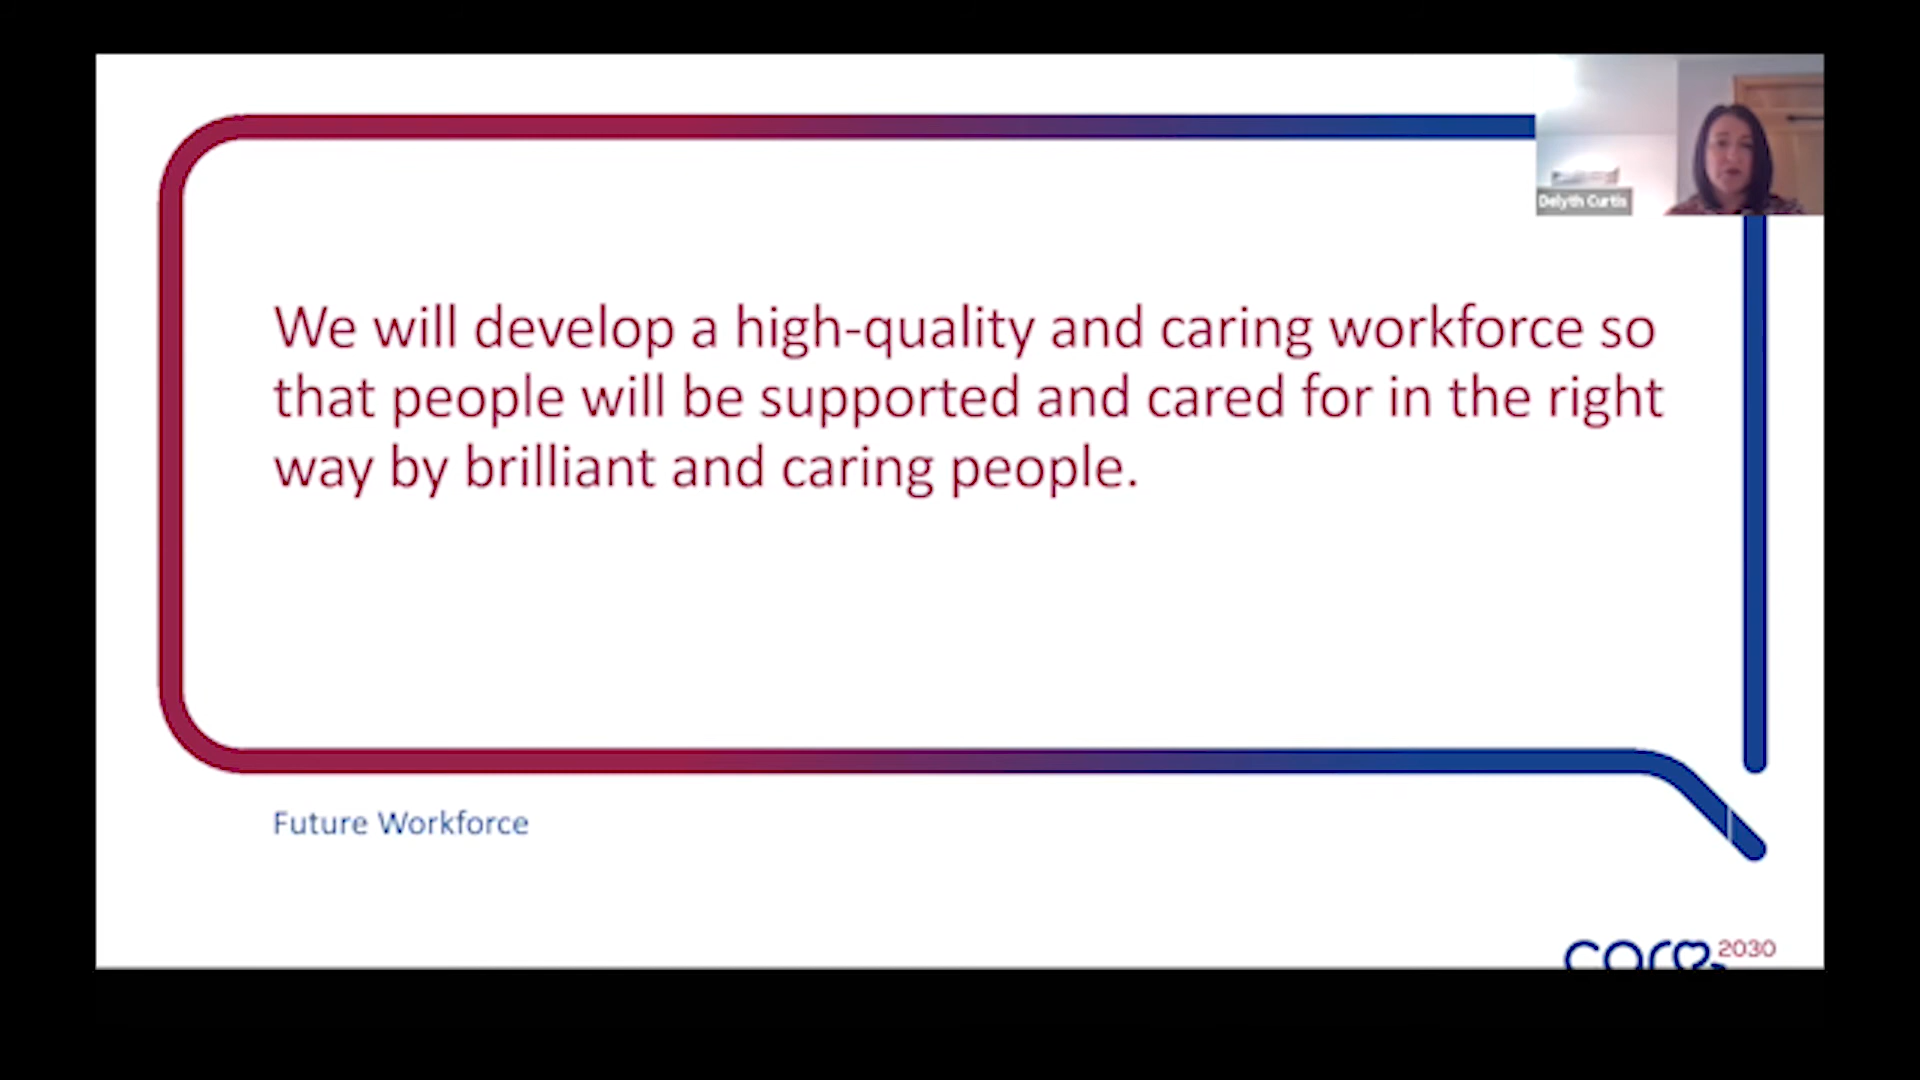 Delyth Curtis
We will develop a high-quality and caring workforce so
that people will be supported and cared for in the right
way by brilliant and caring people.
Future Workforce
care 2030